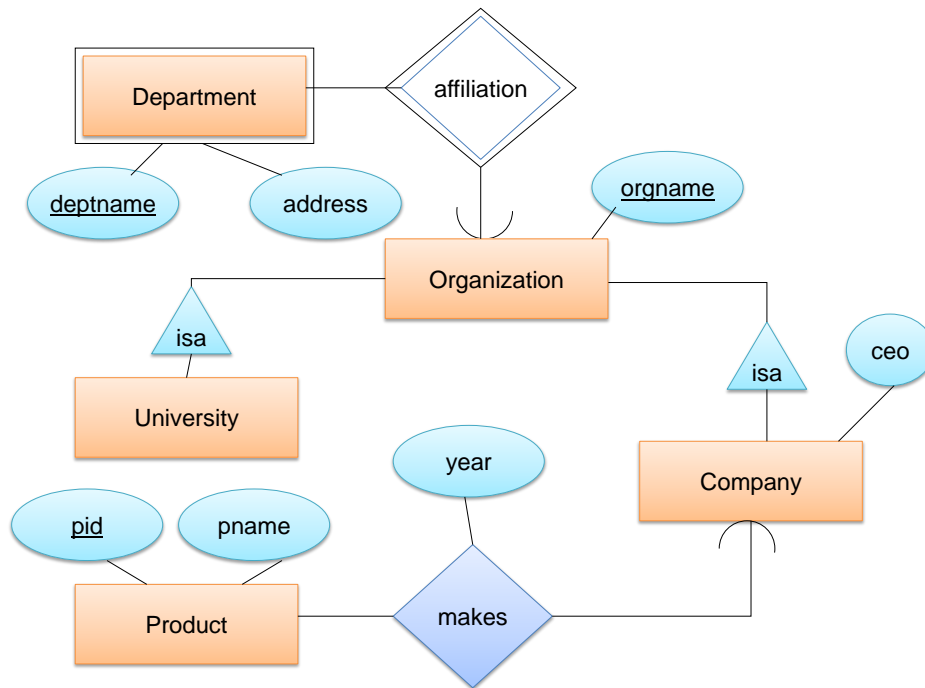 Department
affiliation
deptname
address
orgname
Organization
isa
isa
ceo
University
year
Company
pid
pname
Product
makes